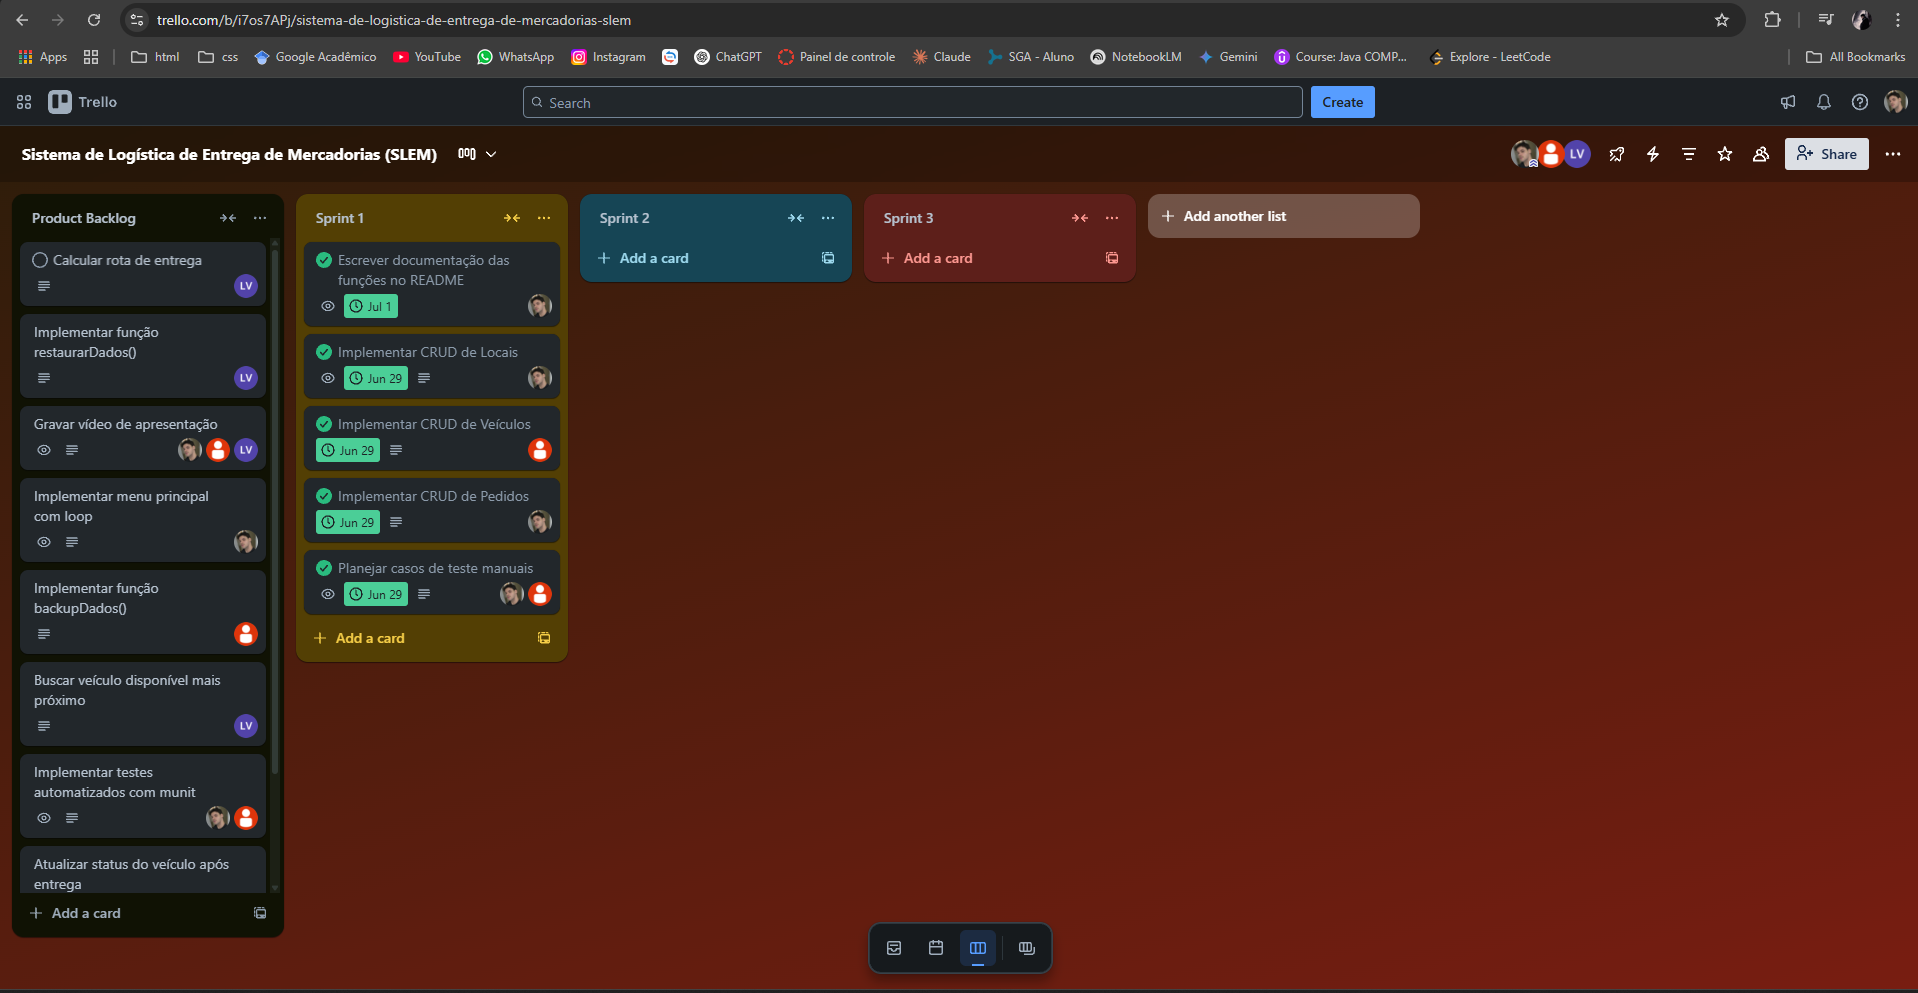 trello.com/b/i7os7APj/sistema-de-logistica-de-entrega-de-mercadorias-slem
Apps
html
css
Google Acadêmico
YouTube
WhatsApp
Instagram
ChatGPT
Painel de controle
Claude
SGA - Aluno
NotebookLM
Gemini
Course: Java COMP...
Explore - LeetCode
All Bookmarks
Trello
Search
Create
Sistema de Logística de Entrega de Mercadorias (SLEM)
LV
Share
Product Backlog
Calcular rota de entrega
LV
Implementar função
restaurarDados()
LV
Gravar vídeo de apresentação
LV
Implementar menu principal
com loop
Implementar função
backupDados()
Buscar veículo disponível mais
próximo
LV
Implementar testes
automatizados com munit
Atualizar status do veículo após
entrega
Add a card
Sprint 1
Escrever documentação das
funções no README
Jul 1
Implementar CRUD de Locais
Jun 29
Implementar CRUD de Veículos
Jun 29
Implementar CRUD de Pedidos
Jun 29
Planejar casos de teste manuais
Jun 29
Add a card
Sprint 2
Add a card
Sprint 3
Add a card
Add another list